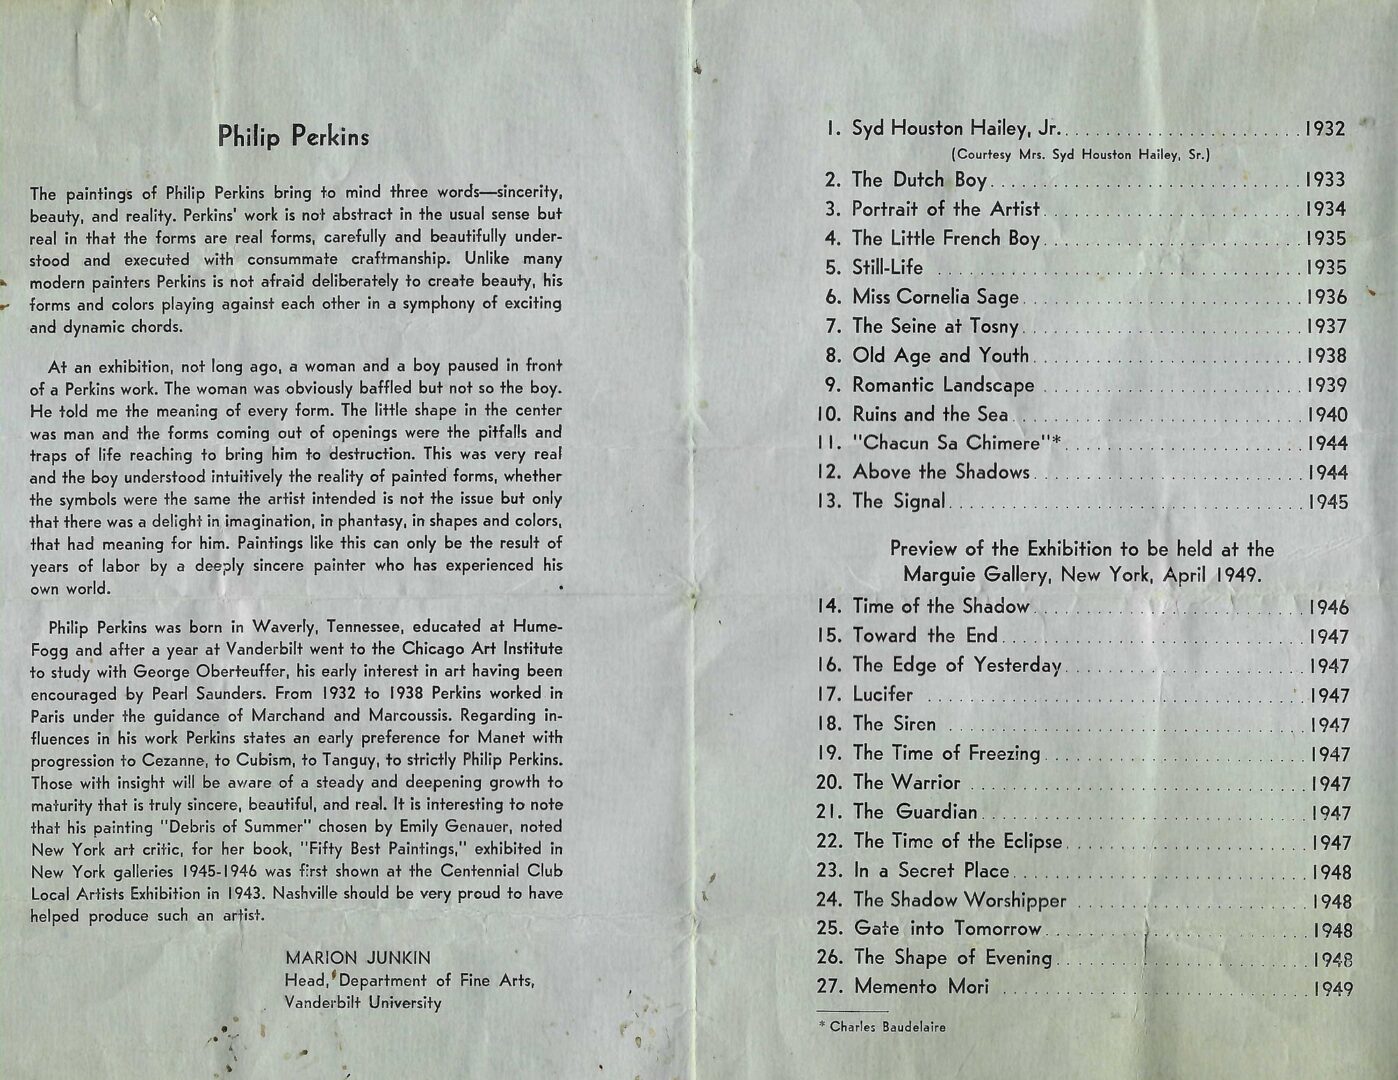 Philip Perkins
The paintings of Philip Perkins bring to mind three words—sincerity,
beauty, and reality. Perkins' work is not abstract in the usual sense but
real in that the forms are real forms, carefully and beautifully under-
stood and executed with consummate craftmanship. Unlike many
modern painters Perkins is not afraid deliberately to create beauty, his
forms and colors playing against each other in a symphony of exciting
and dynamic chords.
At an exhibition, not long ago, a woman and a boy paused in front
of a Perkins work. The woman was obviously baffled but not so the boy.
He told me the meaning of every form. The little shape in the center
was man and the forms coming out of openings were the pitfalls and
traps of life reaching to bring him to destruction. This was very real
and the boy understood intuitively the reality of painted forms, whether
the symbols were the same the artist intended is not the issue but only
that there was a delight in imagination, in phantasy, in shapes and colors,
that had meaning for him. Paintings like this can only be the result of
years of labor by a deeply sincere painter who has experienced his
own world.
Philip Perkins was born in Waverly, Tennessee, educated at Hume-
Fogg and after a year at Vanderbilt went to the Chicago Art Institute
to study with George Oberteuffer, his early interest in art having been
encouraged by Pearl Saunders. From 1932 to 1938 Perkins worked in
Paris under the guidance of Marchand and Marcoussis. Regarding in-
fluences in his work Perkins states an early preference for Manet with
progression to Cezanne, to Cubism, to Tanguy, to strictly Philip Perkins.
Those with insight will be aware of a steady and deepening growth to
maturity that is truly sincere, beautiful, and real. It is interesting to note
that his painting "Debris of Summer" chosen by Emily Genauer, noted
New York art critic, for her book, "Fifty Best Paintings," exhibited in
New York galleries 1945-1946 was first shown at the Centennial Club
Local Artists Exhibition in 1943. Nashville should be very proud to have
helped produce such an artist.
MARION JUNKIN
Head, Department of Fine Arts,
Vanderbilt University
1. Syd Houston Hailey, Jr. 1932
(Courtesy Mrs. Syd Houston Hailey, Sr.)
2. The Dutch Boy 1933
3. Portrait of the Artist 1934
4. The Little French Boy 1935
5. Still-Life 1935
6. Miss Cornelia Sage 1936
7. The Seine at Tosny 1937
8. Old Age and Youth 1938
9. Romantic Landscape 1939
10. Ruins and the Sea 1940
11. "Chacun Sa Chimere"* 1944
12. Above the Shadows 1944
13. The Signal 1945
Preview of the Exhibition to be held at the
Marguie Gallery, New York, April 1949.
14. Time of the Shadow 1946
15. Toward the End 1947
16. The Edge of Yesterday 1947
17. Lucifer 1947
18. The Siren 1947
19. The Time of Freezing 1947
20. The Warrior 1947
21. The Guardian 1947
22. The Time of the Eclipse 1947
23. In a Secret Place 1948
24. The Shadow Worshipper 1948
25. Gate into Tomorrow 1948
26. The Shape of Evening 1948
27. Memento Mori 1949
* Charles Baudelaire